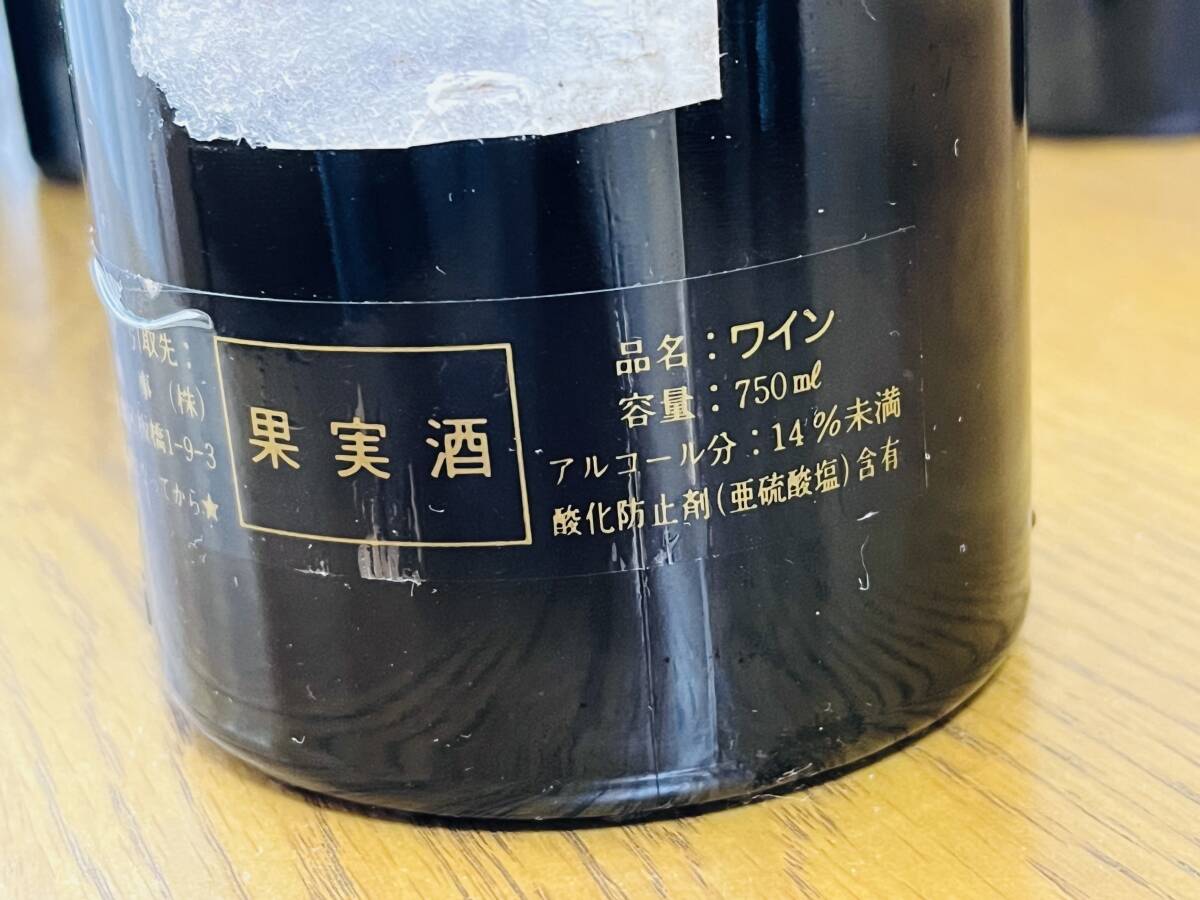 引取先：
事（株）
橋1-9-3
ってから★
果実酒
品名：ワイン
容量：750㎖
アルコール分：14％未満
酸化防止剤（亜硫酸塩）含有